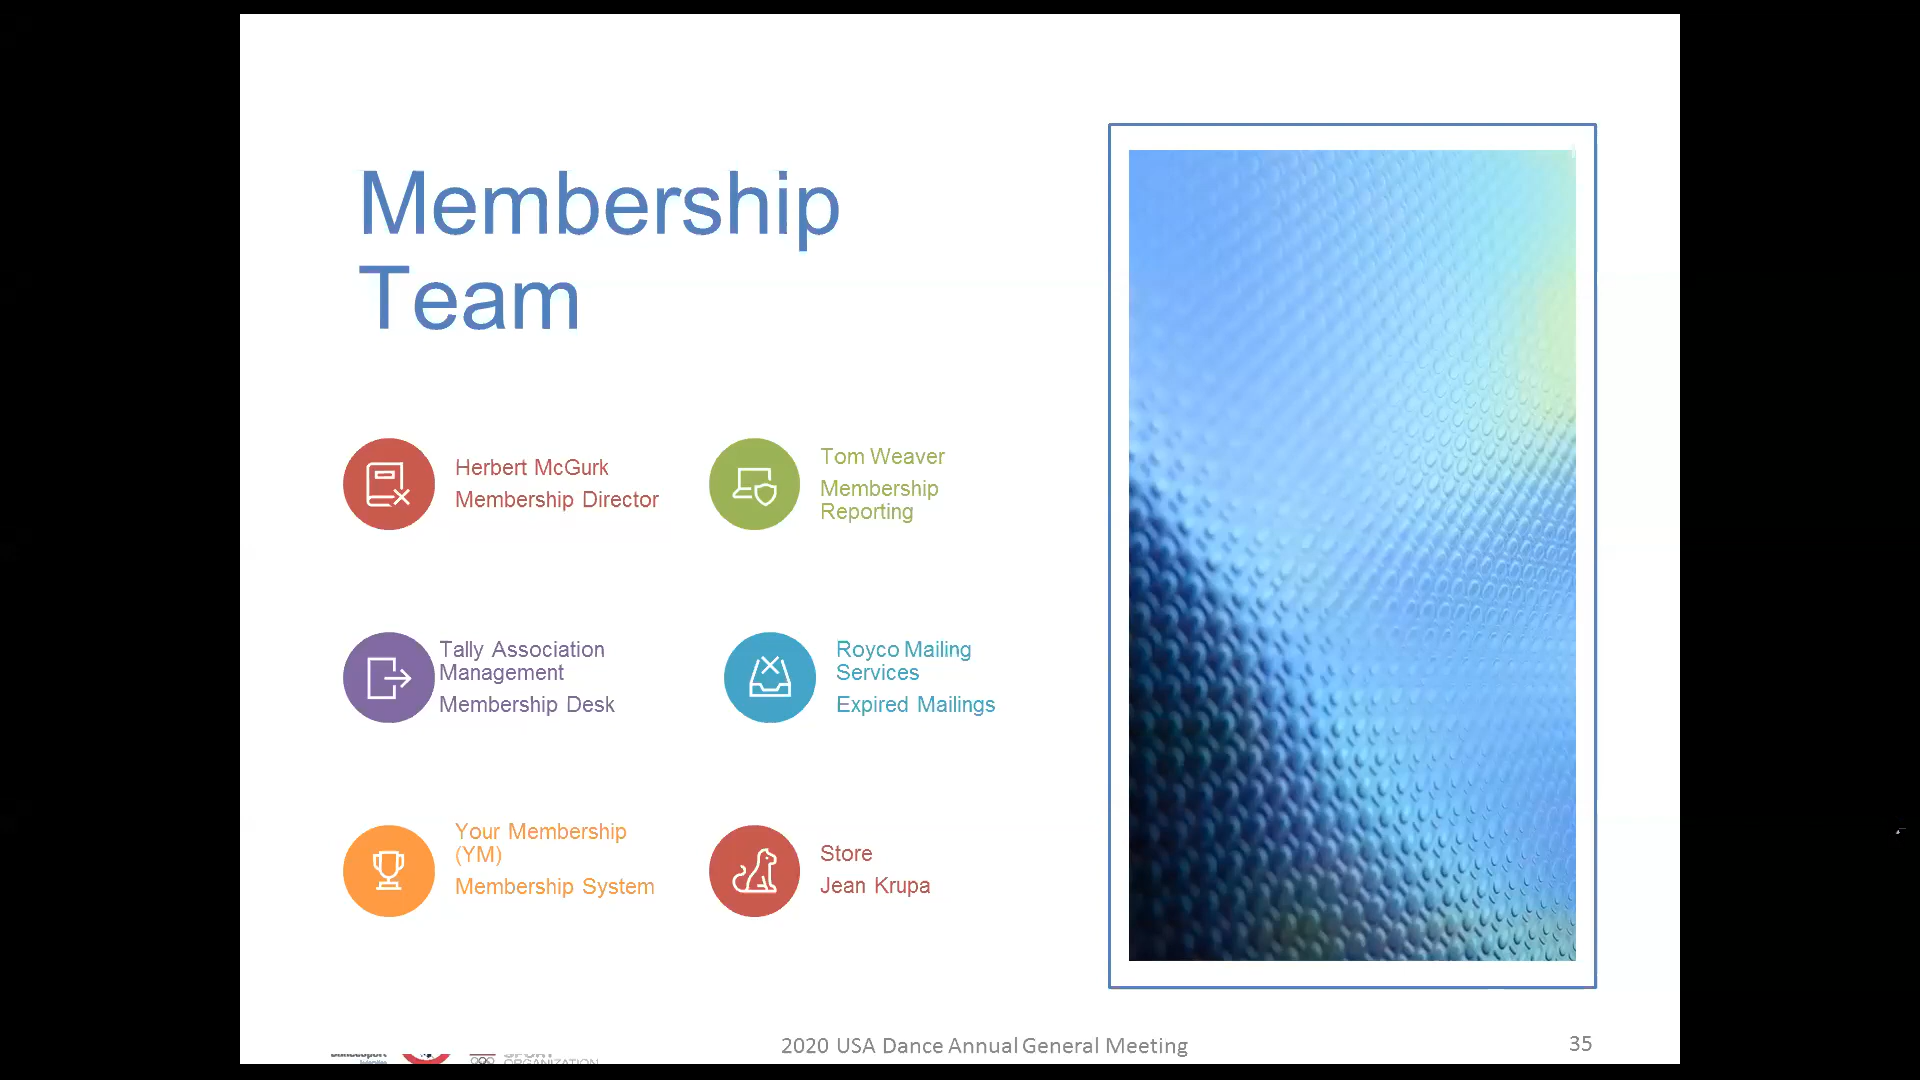 Membership
Team
Herbert McGurk
Membership Director
Tom Weaver
Membership
Reporting
Tally Association
Management
Membership Desk
Royco Mailing
Services
Expired Mailings
Your Membership
(YM)
Membership System
Store
Jean Krupa
2020 USA Dance Annual General Meeting
35